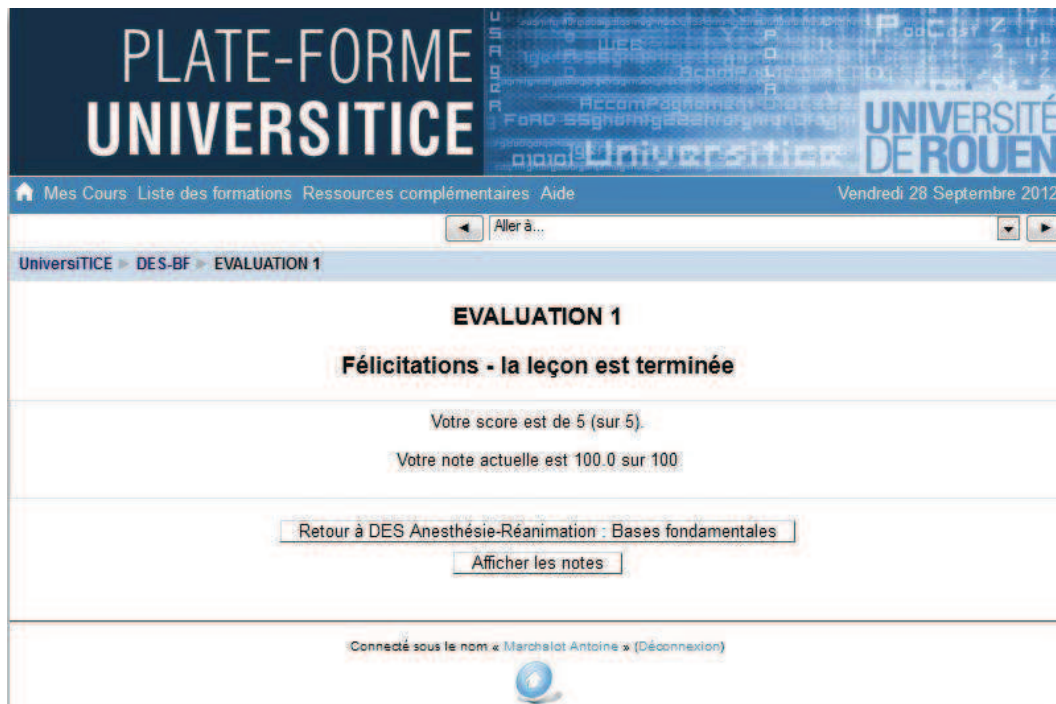 PLATE-FORME
UNIVERSITICE
UNIVERSITÉ
DE ROUEN
Mes Cours Liste des formations Ressources complémentaires Aide Vendredi 28 Septembre 2012
Aller à...
UniversiTICE DES-BF EVALUATION 1
EVALUATION 1
Félicitations - la leçon est terminée
Votre score est de 5 (sur 5).
Votre note actuelle est 100.0 sur 100
Retour à DES Anesthésie-Réanimation : Bases fondamentales
Afficher les notes
Connecté sous le nom « Marchalot Antoine » (Déconnexion)